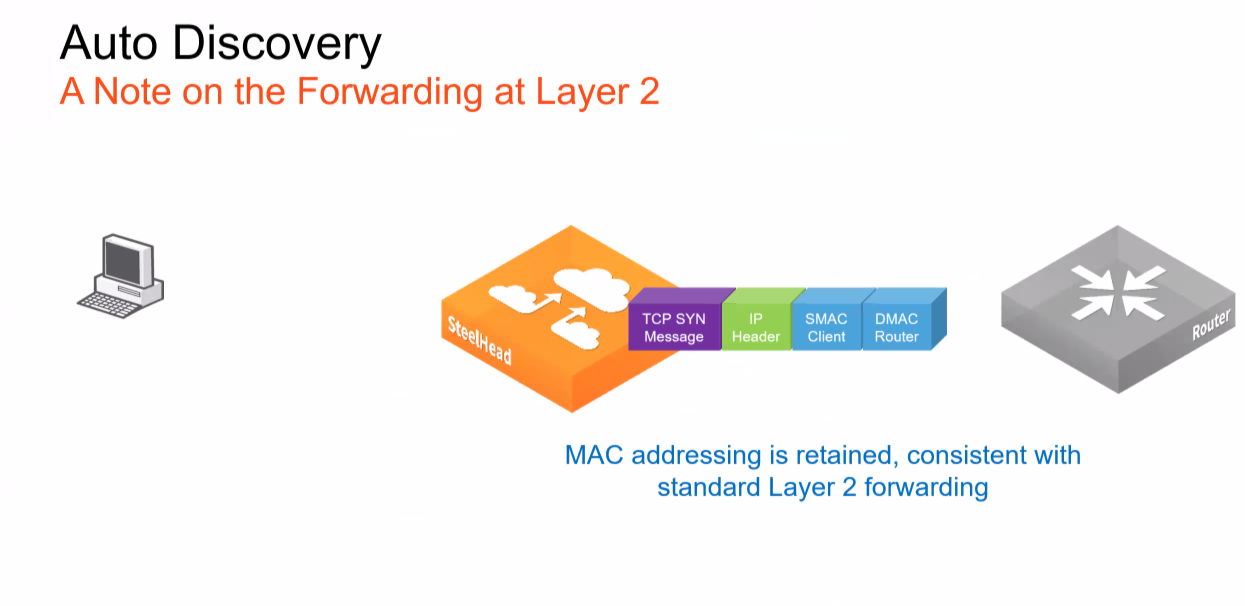 Auto Discovery
A Note on the Forwarding at Layer 2
SteelHead
TCP SYN
Message
IP
Header
SMAC
Client
DMAC
Router
Router
MAC addressing is retained, consistent with
standard Layer 2 forwarding